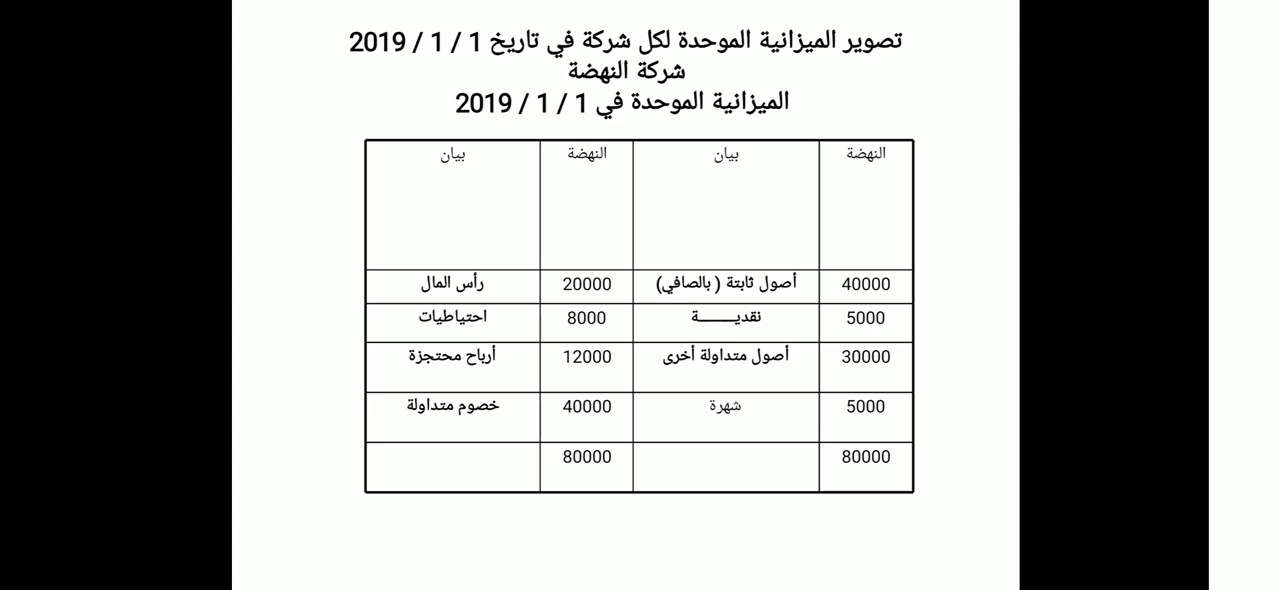 تصوير الميزانية الموحدة لكل شركة في تاريخ 1 / 1 / 2019
شركة النهضة
الميزانية الموحدة في 1 / 1 / 2019
النهضة بيان النهضة بيان
40000 أصول ثابتة ( بالصافي) 20000 رأس المال
5000 نقديـــــــــة 8000 احتياطيات
30000 أصول متداولة أخرى 12000 أرباح محتجزة
5000 شهرة 40000 خصوم متداولة
80000 80000